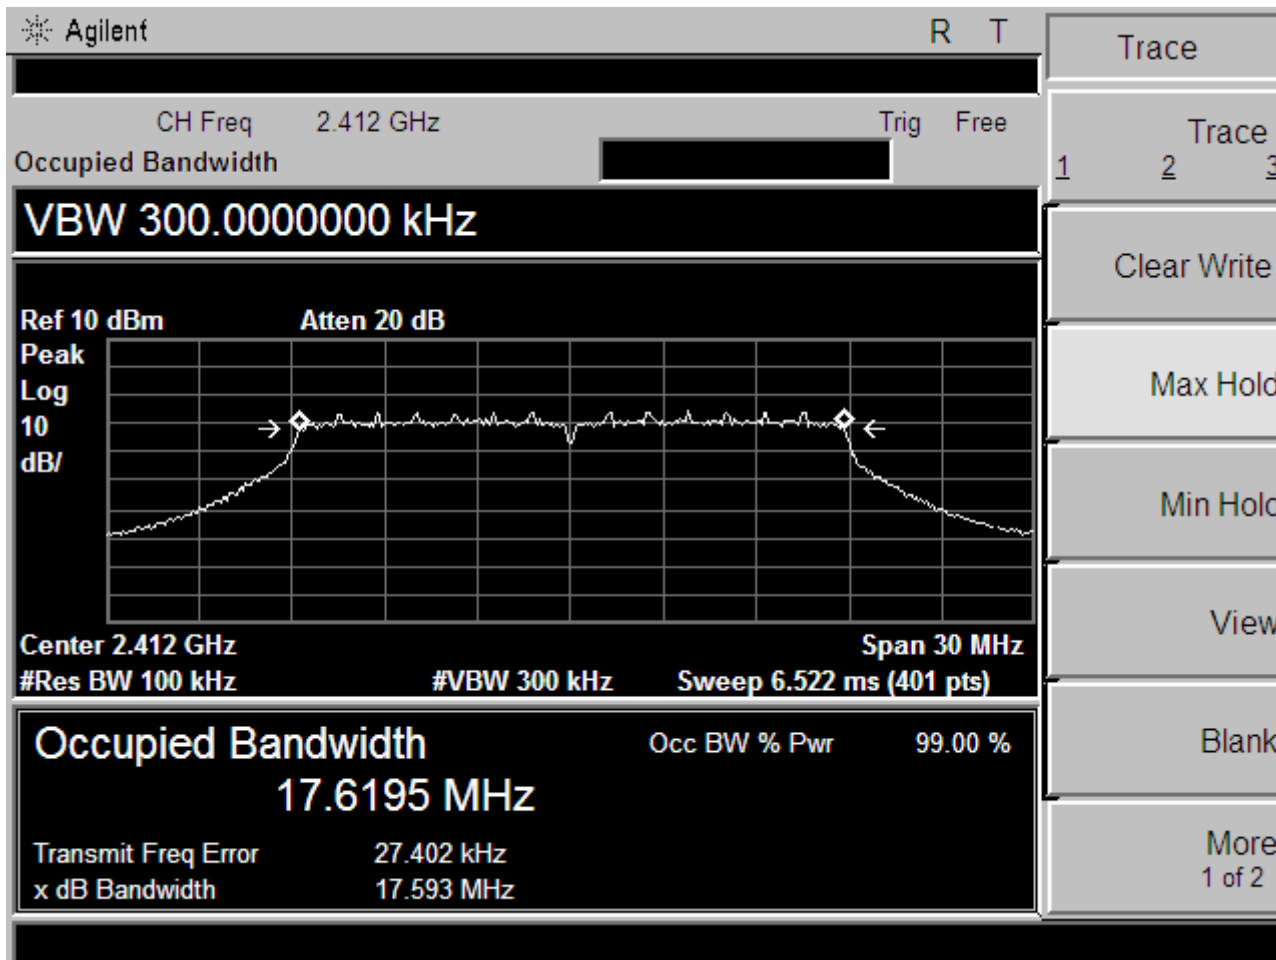 Agilent R T
Trace
CH Freq 2.412 GHz Trig Free
Occupied Bandwidth
Trace
1 2 3
VBW 300.0000000 kHz
Clear Write
Ref 10 dBm Atten 20 dB
Peak
Log
10
dB/
Max Hold
Min Hold
View
Center 2.412 GHz Span 30 MHz
#Res BW 100 kHz #VBW 300 kHz Sweep 6.522 ms (401 pts)
Occupied Bandwidth Occ BW % Pwr 99.00 %
17.6195 MHz
Blank
Transmit Freq Error 27.402 kHz
x dB Bandwidth 17.593 MHz
More
1 of 2